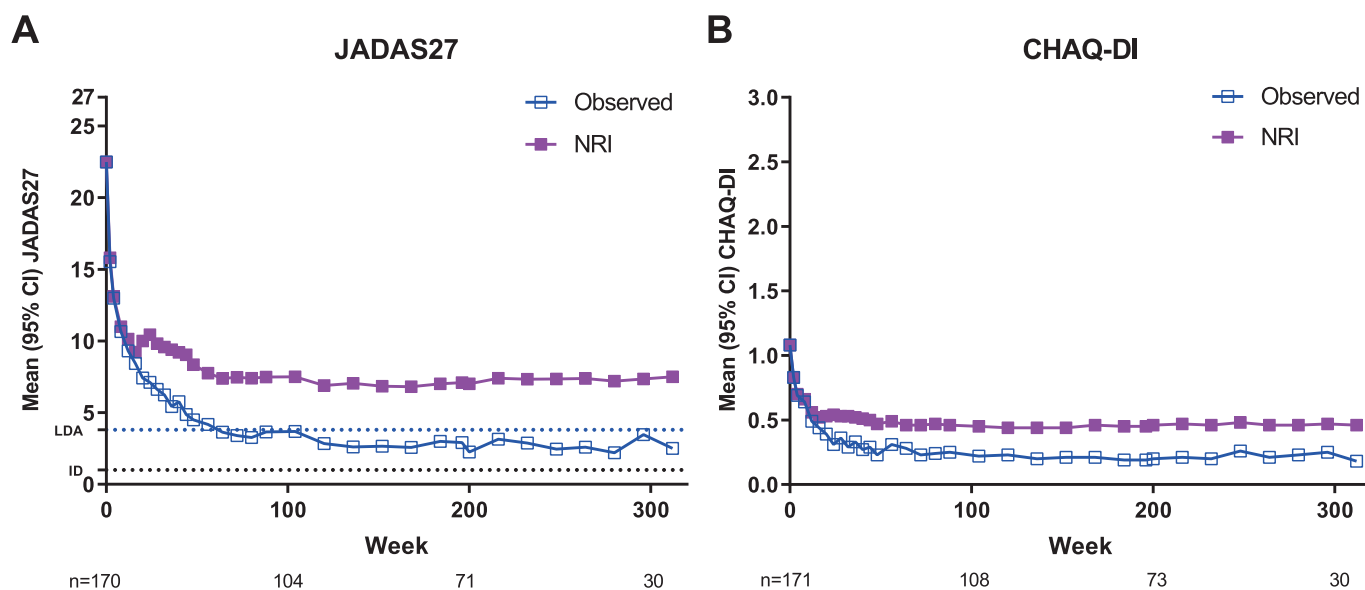 A
JADAS27
Observed
NRI
Mean (95% CI) JADAS27
27
25
20
15
10
5
LDA
ID
0
0 100 200 300
Week
n=170 104 71 30
B
CHAQ-DI
Observed
NRI
Mean (95% CI) CHAQ-DI
3.0
2.5
2.0
1.5
1.0
0.5
0.0
0 100 200 300
Week
n=171 108 73 30